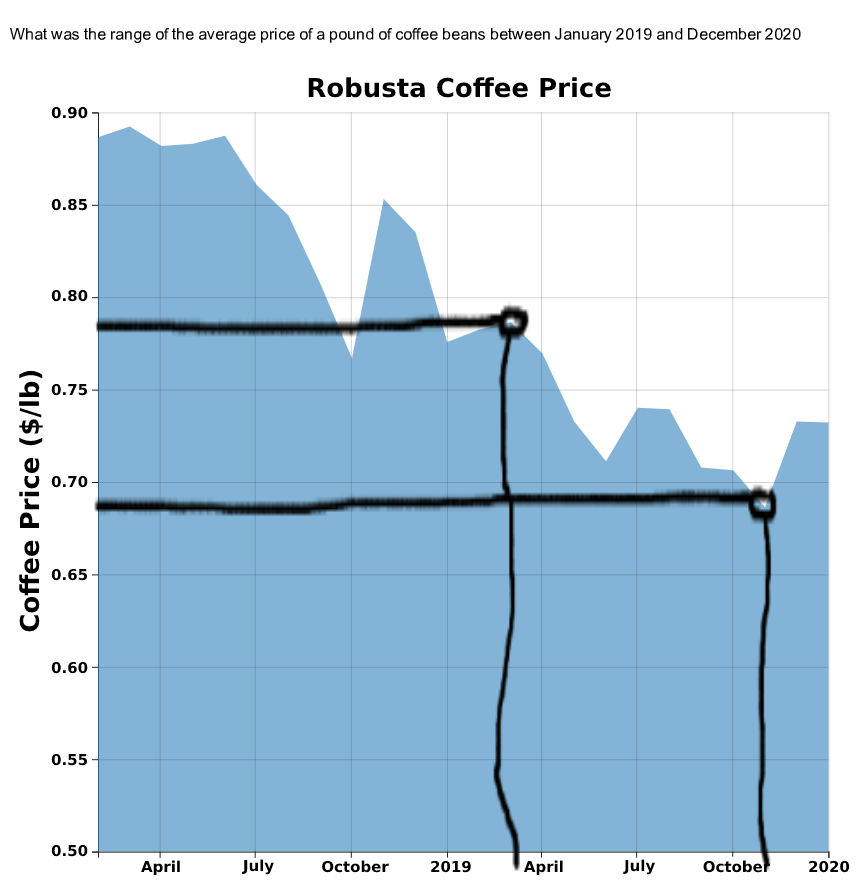 What was the range of the average price of a pound of coffee beans between January 2019 and December 2020
Robusta Coffee Price
Coffee Price ($/lb)
0.90
0.85
0.80
0.75
0.70
0.65
0.60
0.55
0.50
April July October 2019 April July October 2020